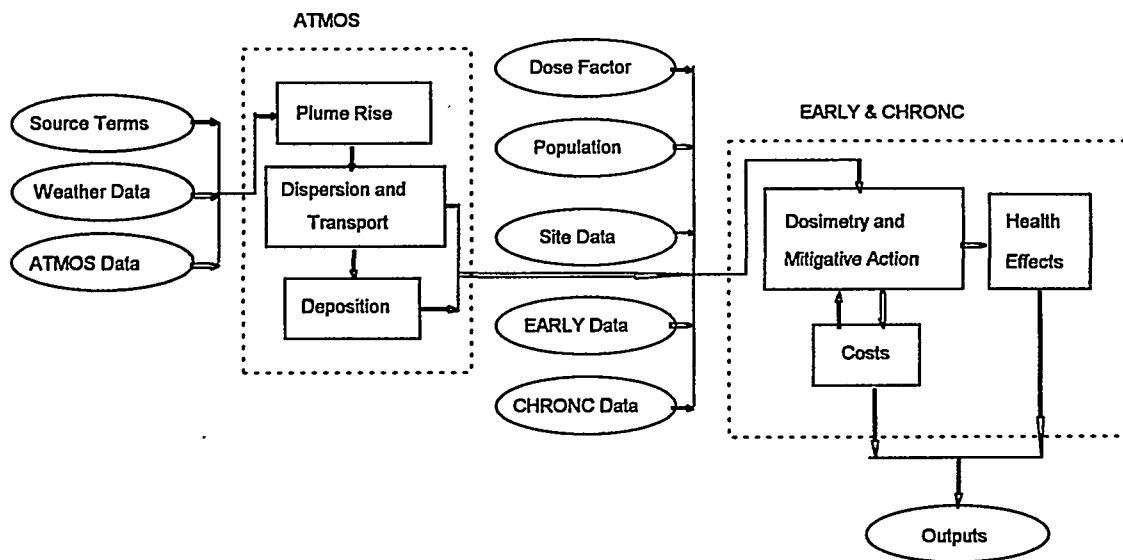 ATMOS
Source Terms
Weather Data
ATMOS Data
Plume Rise
Dispersion and
Transport
Deposition
Dose Factor
Population
Site Data
EARLY Data
CHRONC Data
EARLY & CHRONC
Dosimetry and
Mitigative Action
Health
Effects
Costs
Outputs